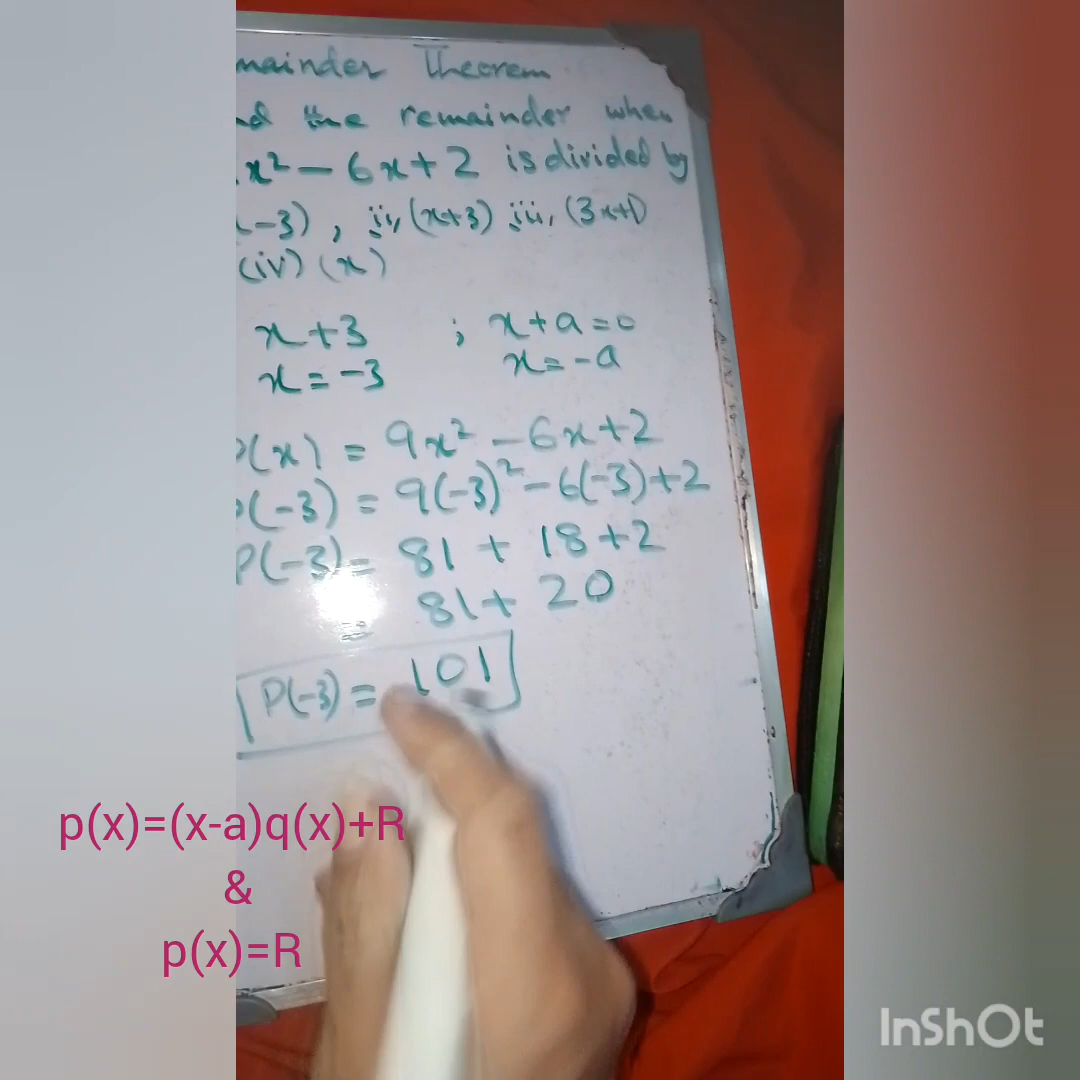 mainder Theorem
nd the remainder when
x² - 6x + 2 is divided by
-3) , ii, (x+3) iii, (3x+1)
(iv) (x)
x + 3 ; x + a = 0
x = -3 x = -a
P(x) = 9x² - 6x + 2
P(-3) = 9(-3)² - 6(-3) + 2
P(-3) = 81 + 18 + 2
= 81 + 20
P(-3) = 101
p(x)=(x-a)q(x)+R
&
p(x)=R
InShOt